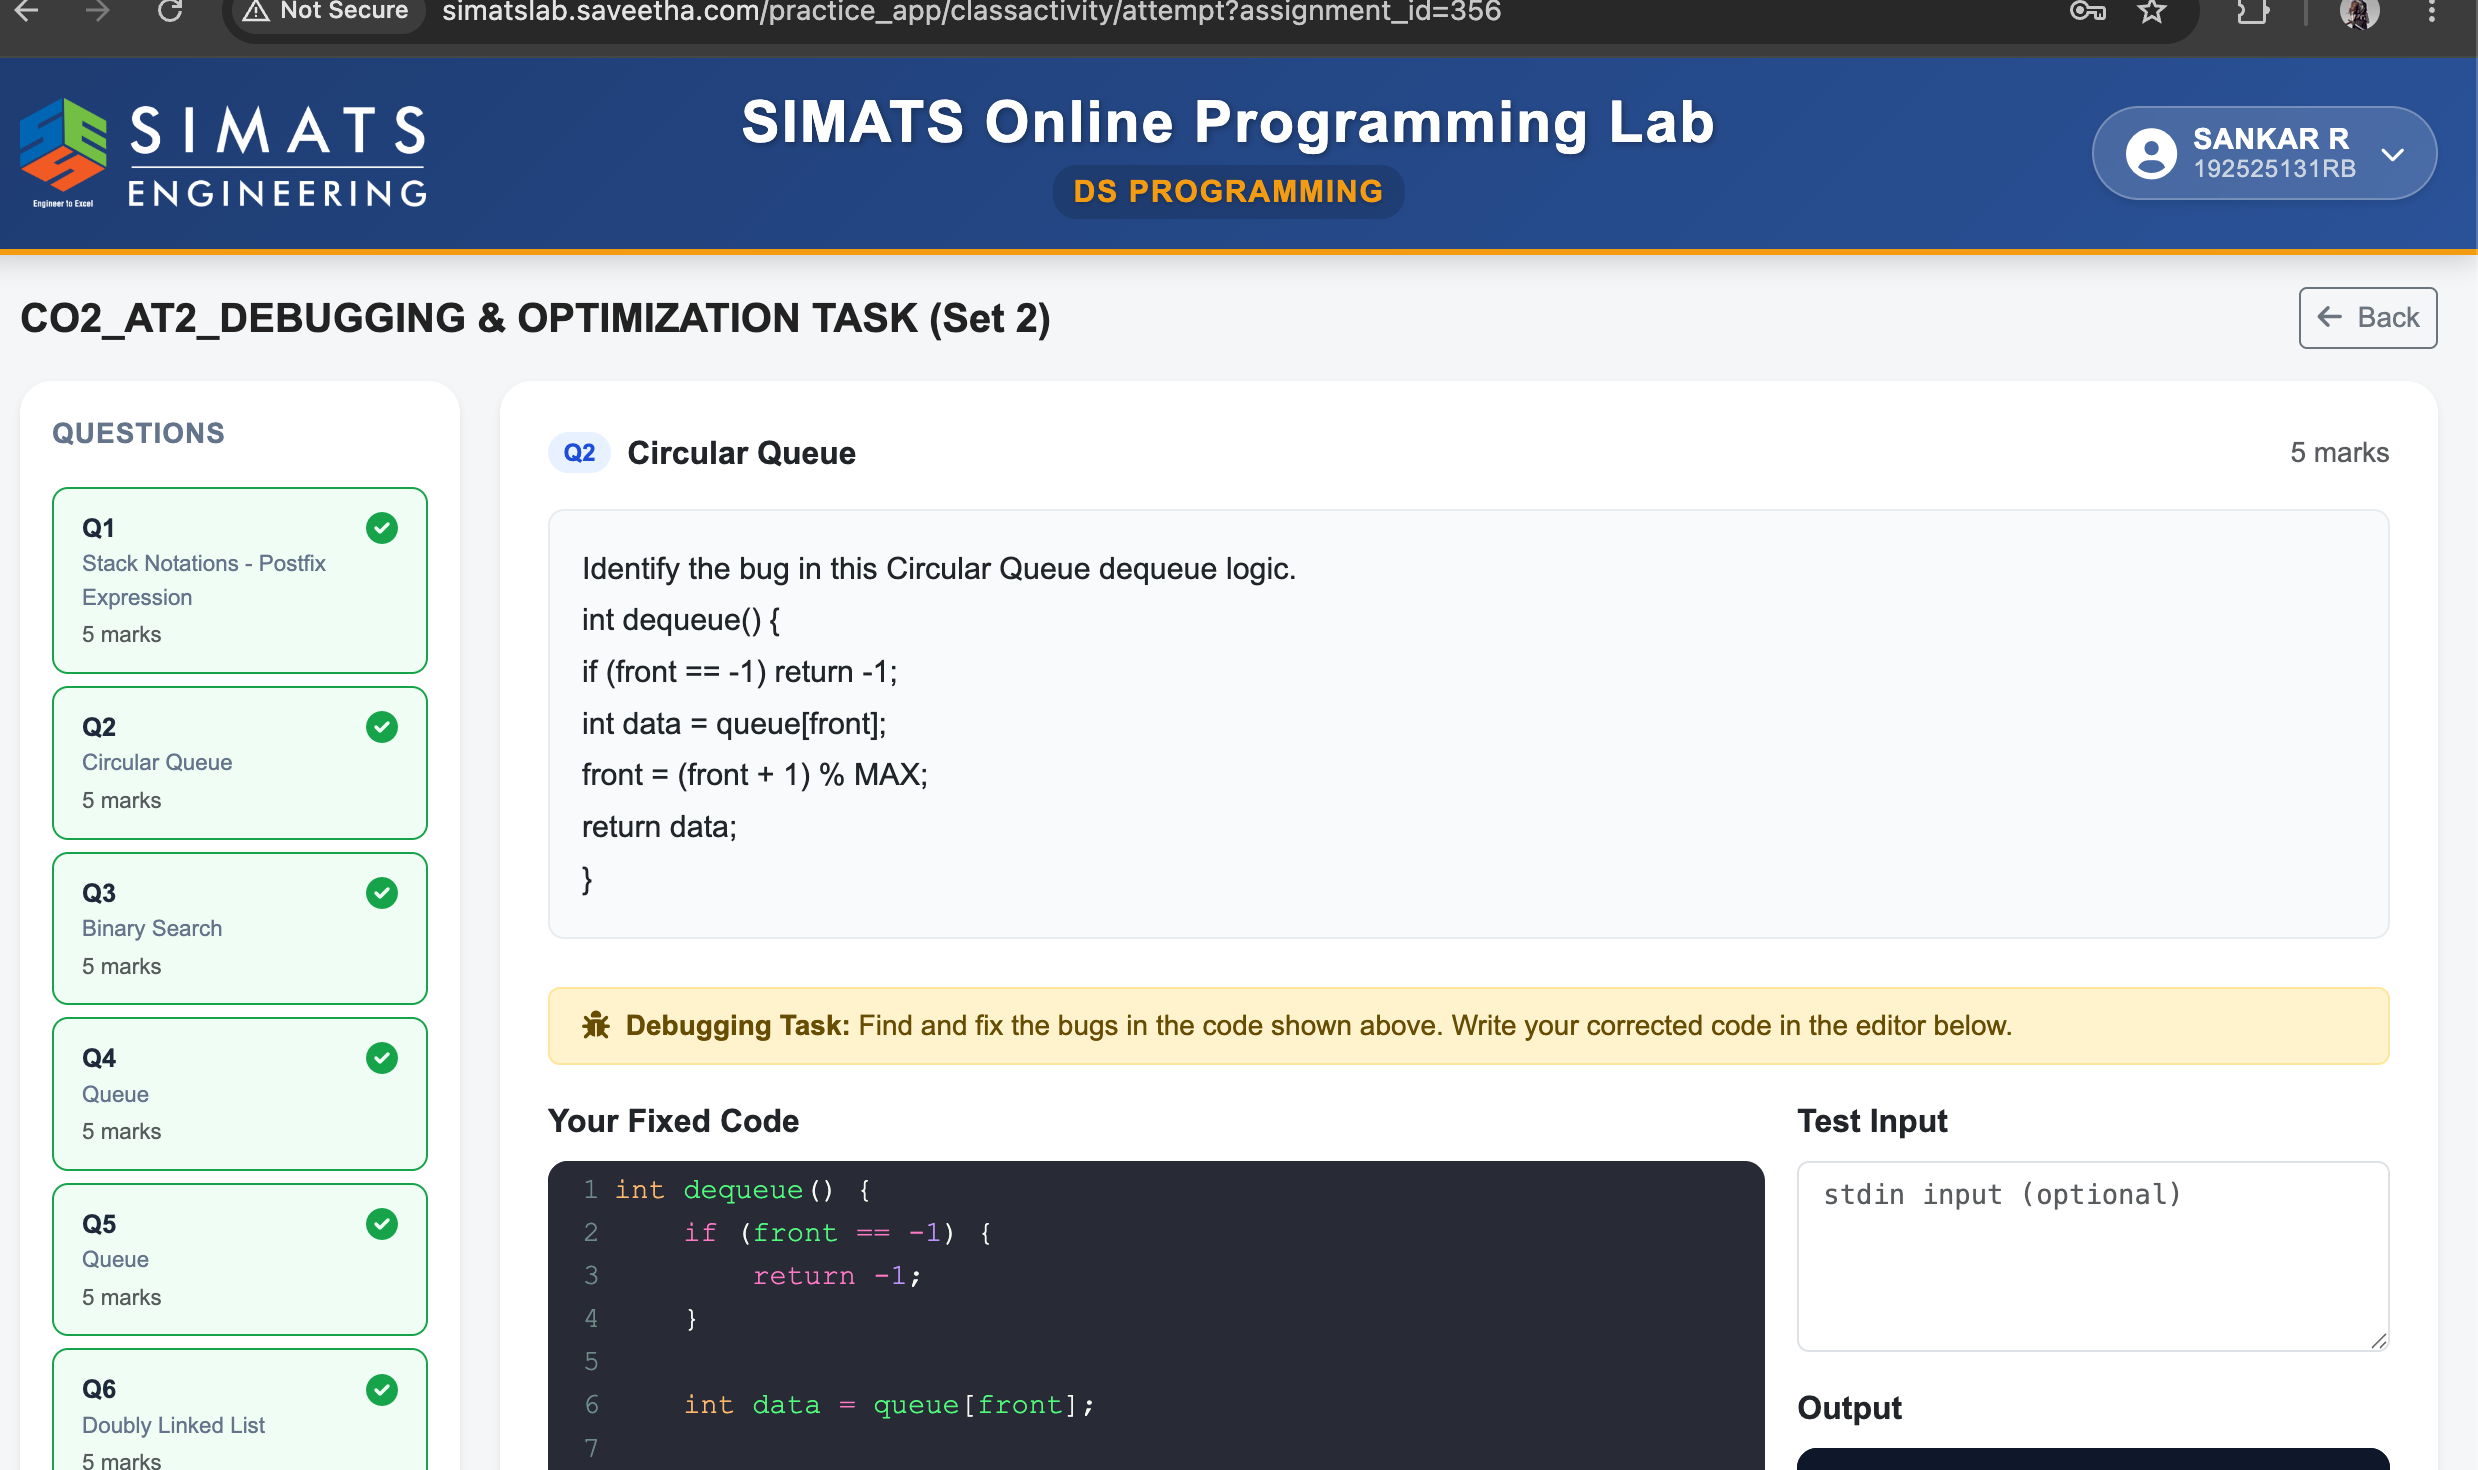 Not Secure
simatslab.saveetha.com/practice_app/classactivity/attempt?assignment_id=356
SIMATS
ENGINEERING
Engineer to Excel
SIMATS Online Programming Lab
DS PROGRAMMING
SANKAR R
192525131RB
CO2_AT2_DEBUGGING & OPTIMIZATION TASK (Set 2)
Back
QUESTIONS
Q1
Stack Notations - Postfix
Expression
5 marks
Q2
Circular Queue
5 marks
Q3
Binary Search
5 marks
Q4
Queue
5 marks
Q5
Queue
5 marks
Q6
Doubly Linked List
5 marks
Q2 Circular Queue
5 marks
Identify the bug in this Circular Queue dequeue logic.
int dequeue() {
if (front == -1) return -1;
int data = queue[front];
front = (front + 1) % MAX;
return data;
}
Debugging Task: Find and fix the bugs in the code shown above. Write your corrected code in the editor below.
Your Fixed Code
1 int dequeue() {
2     if (front == -1) {
3         return -1;
4     }
5
6     int data = queue[front];
7
Test Input
stdin input (optional)
Output